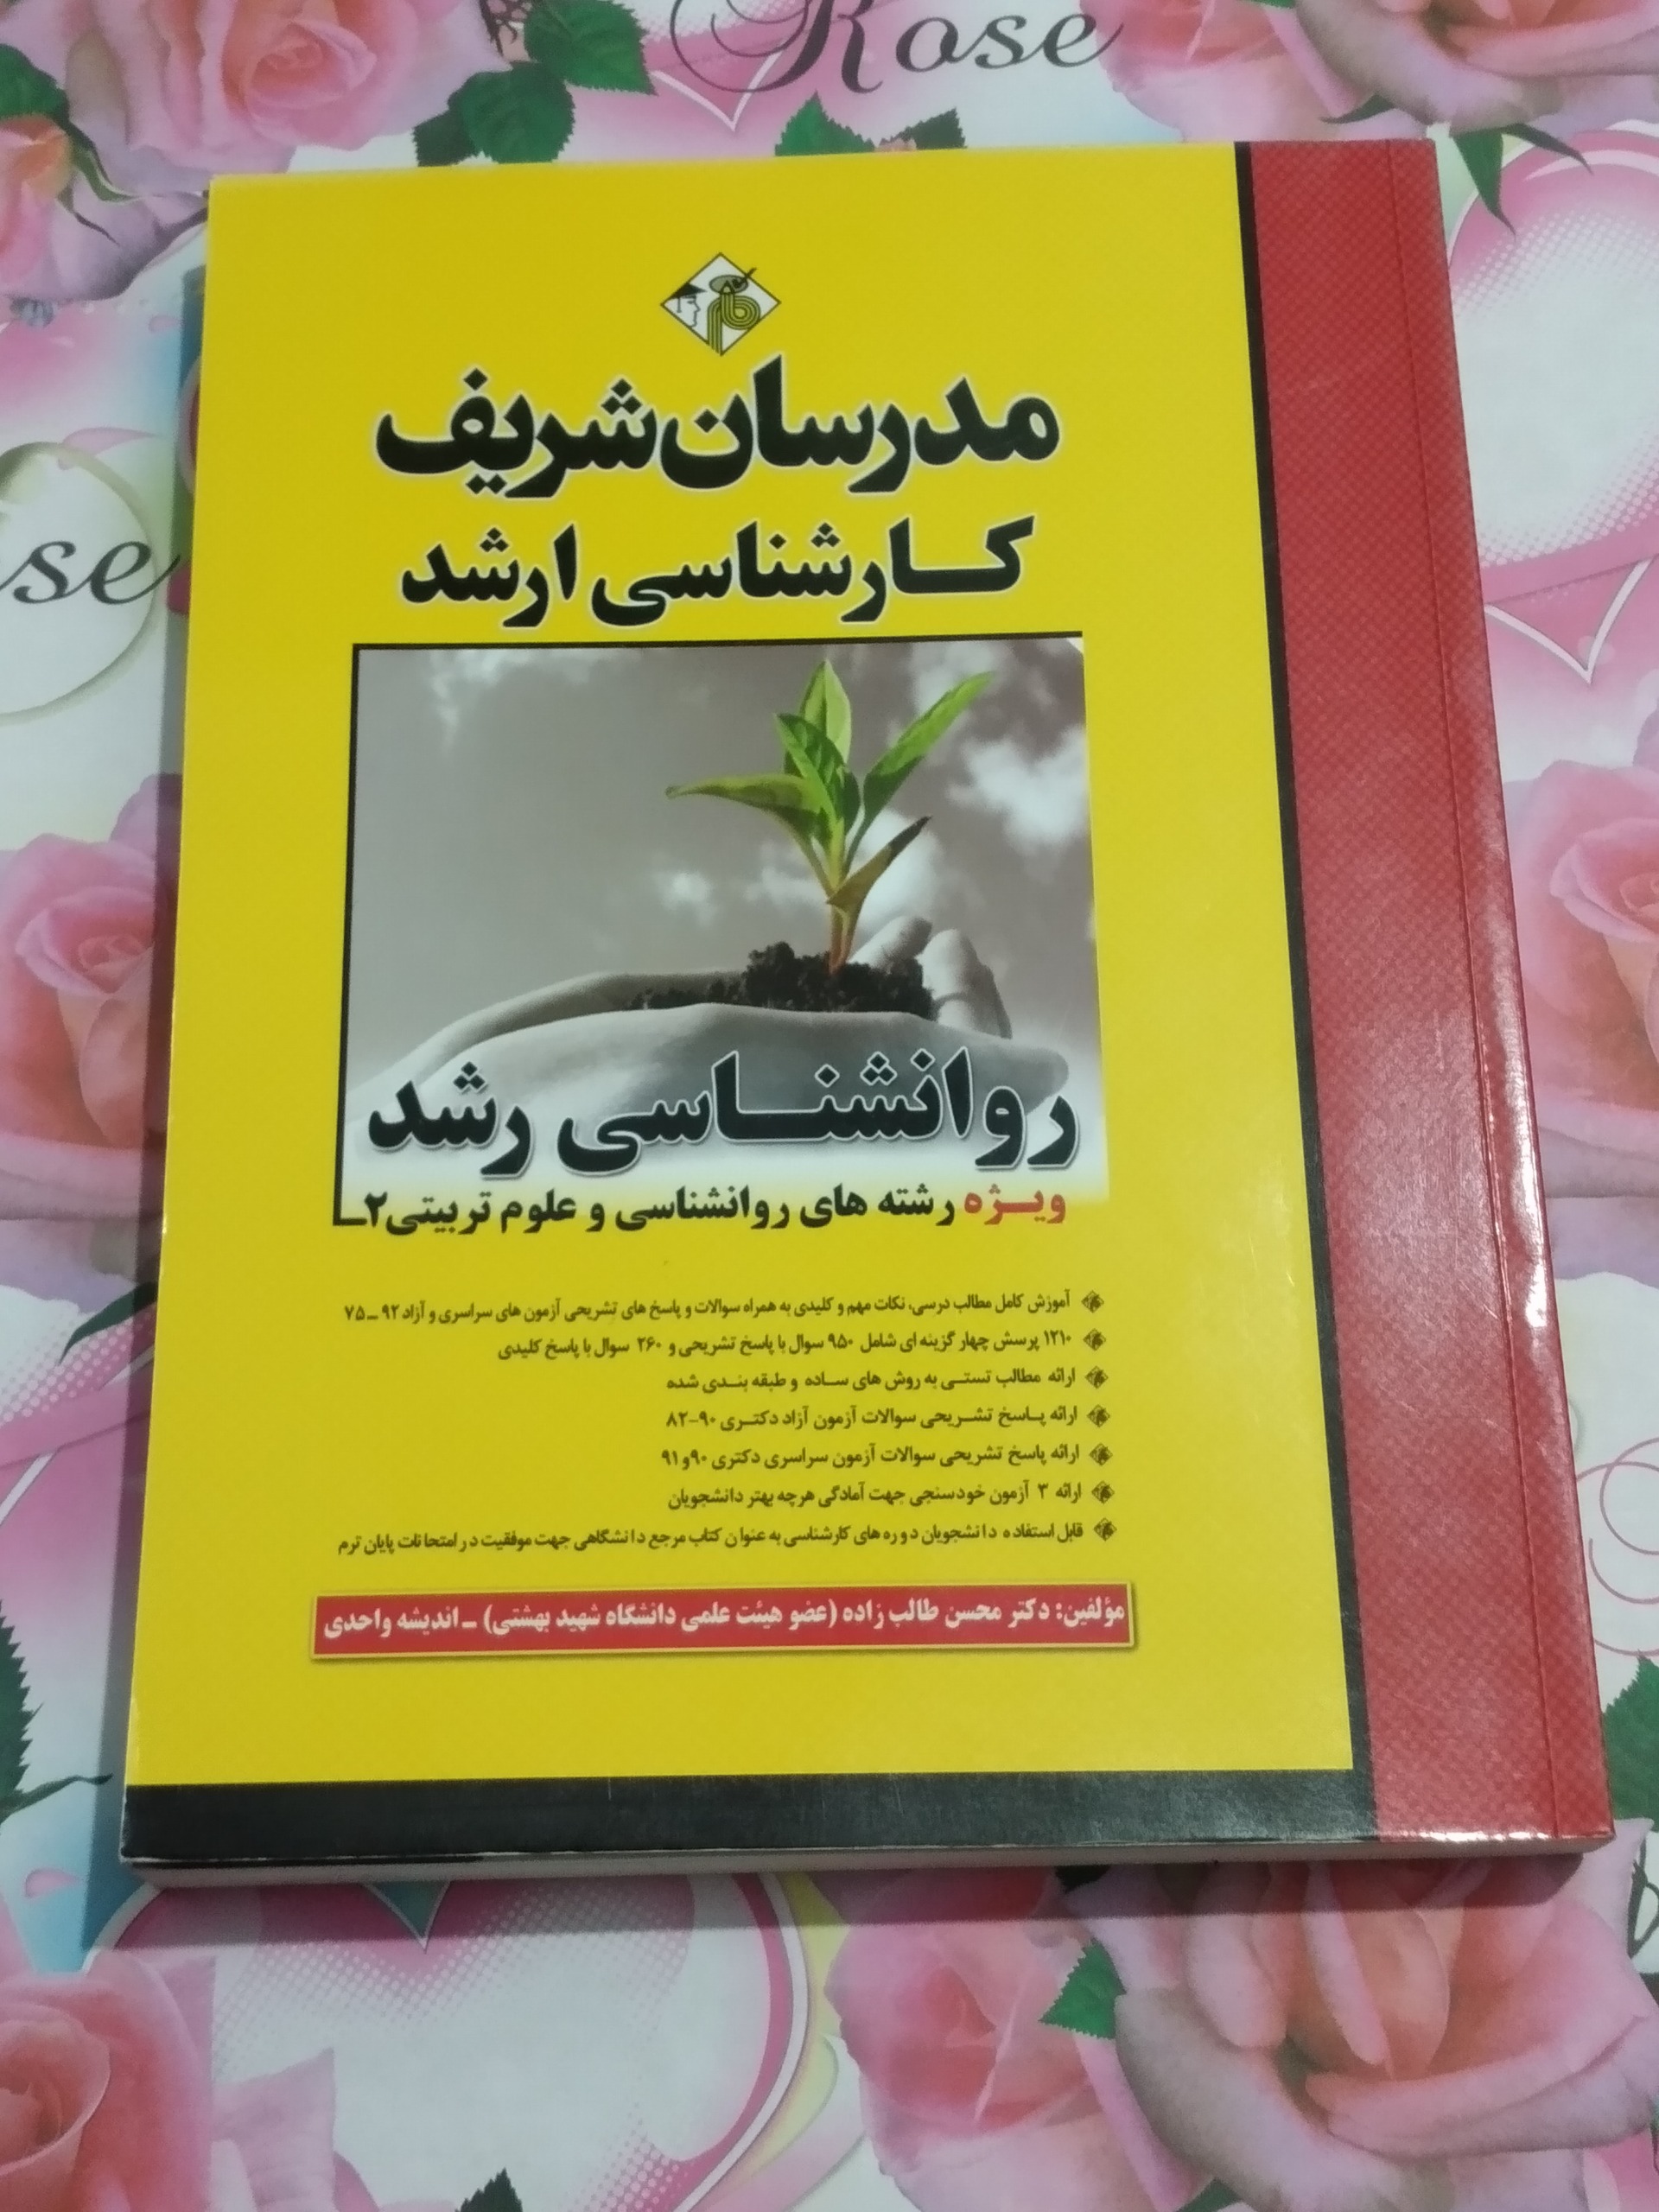 Rose
مدرسان شریف
کارشناسی ارشد
روانشناسی رشد
ویژه رشته های روانشناسی و علوم تربیتی ۲
آموزش کامل مطالب درسی، نکات مهم و کلیدی به همراه سوالات و پاسخ های تشریحی آزمون های سراسری و آزاد ۹۲ ـ ۷۵
۱۲۱۰ پرسش چهار گزینه ای شامل ۹۵۰ سوال با پاسخ تشریحی و ۲۶۰ سوال با پاسخ کلیدی
ارائه مطالب تستی به روش های ساده و طبقه بندی شده
ارائه پاسخ تشریحی سوالات آزمون آزاد دکتری ۹۰-۸۲
ارائه پاسخ تشریحی سوالات آزمون سراسری دکتری ۹۰ و ۹۱
ارائه ۳ آزمون خودسنجی جهت آمادگی هرچه بهتر دانشجویان
قابل استفاده دانشجویان دوره های کارشناسی به عنوان کتاب مرجع دانشگاهی جهت موفقیت در امتحانات پایان ترم
مؤلفین: دکتر محسن طالب زاده (عضو هیئت علمی دانشگاه شهید بهشتی) ـ اندیشه واحدی